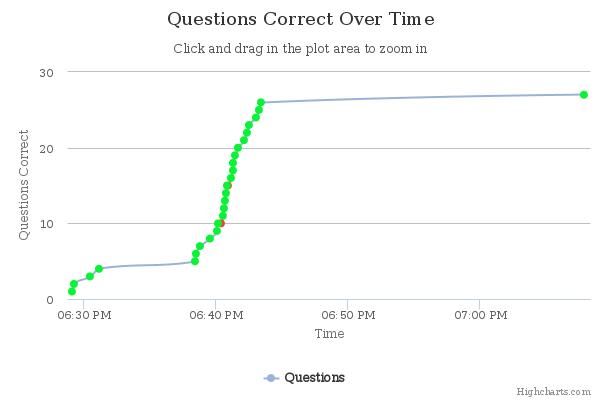 Questions Correct Over Time
Click and drag in the plot area to zoom in
Questions Correct
30
20
10
0
06:30 PM
06:40 PM
06:50 PM
07:00 PM
Time
Questions
Highcharts.com